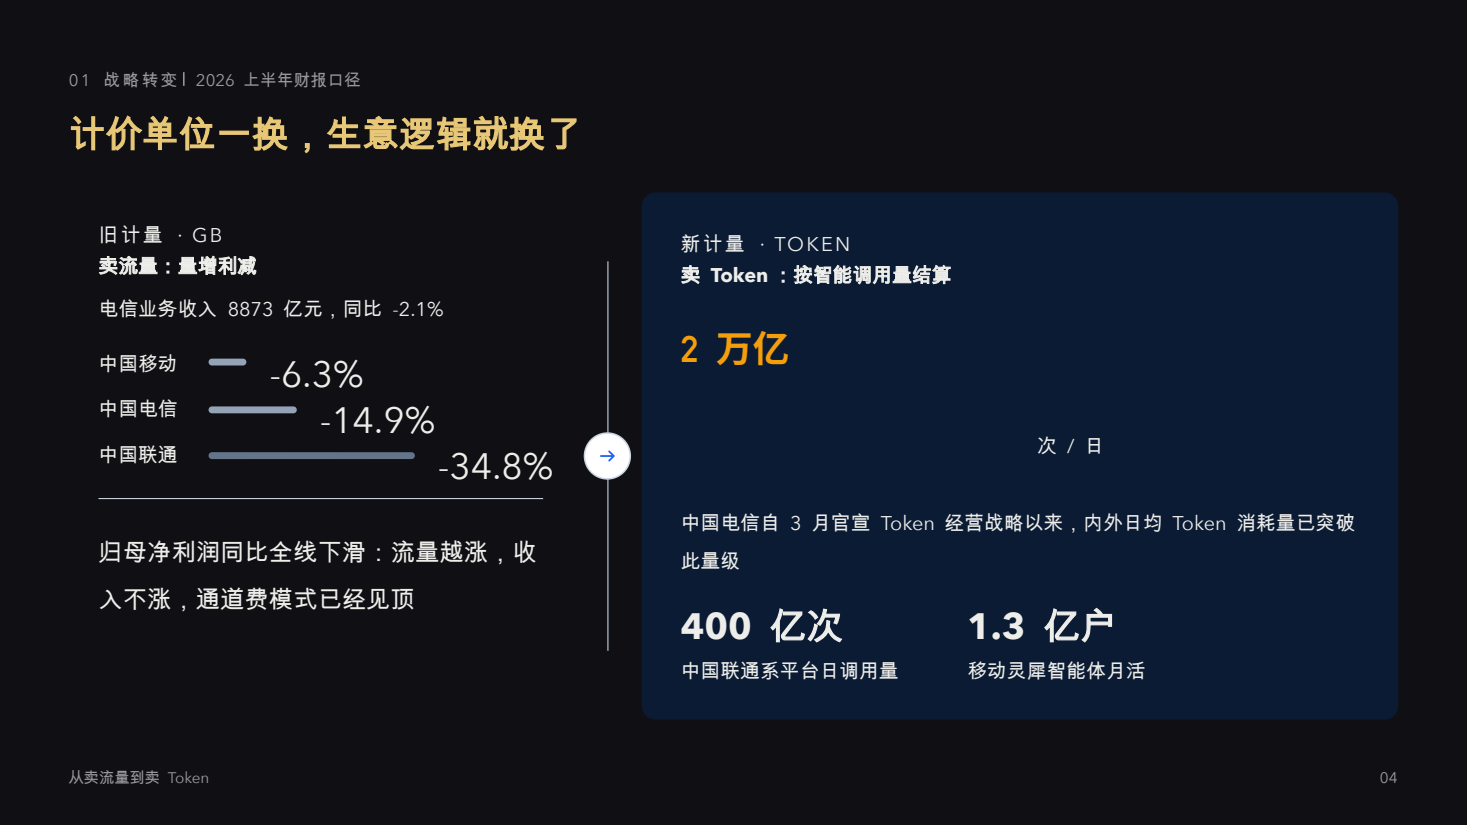 01 战略转变| 2026 上半年财报口径
计价单位一换，生意逻辑就换了
旧计量 · GB
卖流量：量增利减
电信业务收入 8873 亿元，同比 -2.1%
中国移动 -6.3%
中国电信 -14.9%
中国联通 -34.8%
归母净利润同比全线下滑：流量越涨，收
入不涨，通道费模式已经见顶
新计量 · TOKEN
卖 Token ：按智能调用量结算
2 万亿
次 / 日
中国电信自 3 月官宣 Token 经营战略以来，内外日均 Token 消耗量已突破
此量级
400 亿次
中国联通系平台日调用量
1.3 亿户
移动灵犀智能体月活
从卖流量到卖 Token
04